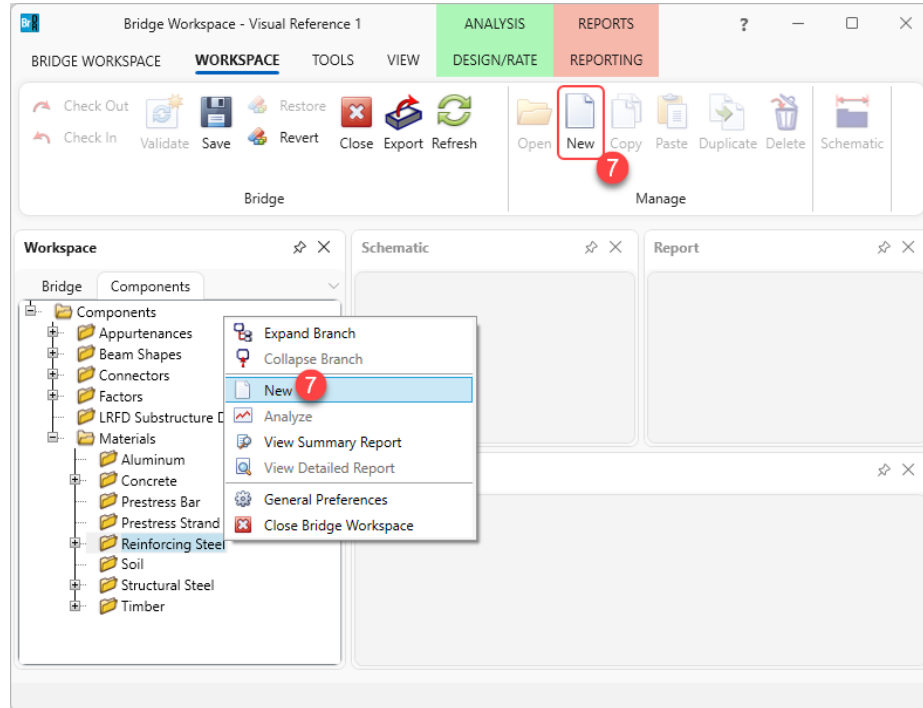 Br R
Bridge Workspace - Visual Reference 1
ANALYSIS
REPORTS
?
BRIDGE WORKSPACE
WORKSPACE
TOOLS
VIEW
DESIGN/RATE
REPORTING
Check Out
Check In
Validate
Save
Restore
Revert
Close
Export
Refresh
Open
New
Copy
Paste
Duplicate
Delete
Schematic
7
Bridge
Manage
Workspace
Schematic
Report
Bridge
Components
Components
Appurtenances
Beam Shapes
Connectors
Factors
LRFD Substructure D
Materials
Aluminum
Concrete
Prestress Bar
Prestress Strand
Reinforcing Steel
Soil
Structural Steel
Timber
Expand Branch
Collapse Branch
New
7
Analyze
View Summary Report
View Detailed Report
General Preferences
Close Bridge Workspace